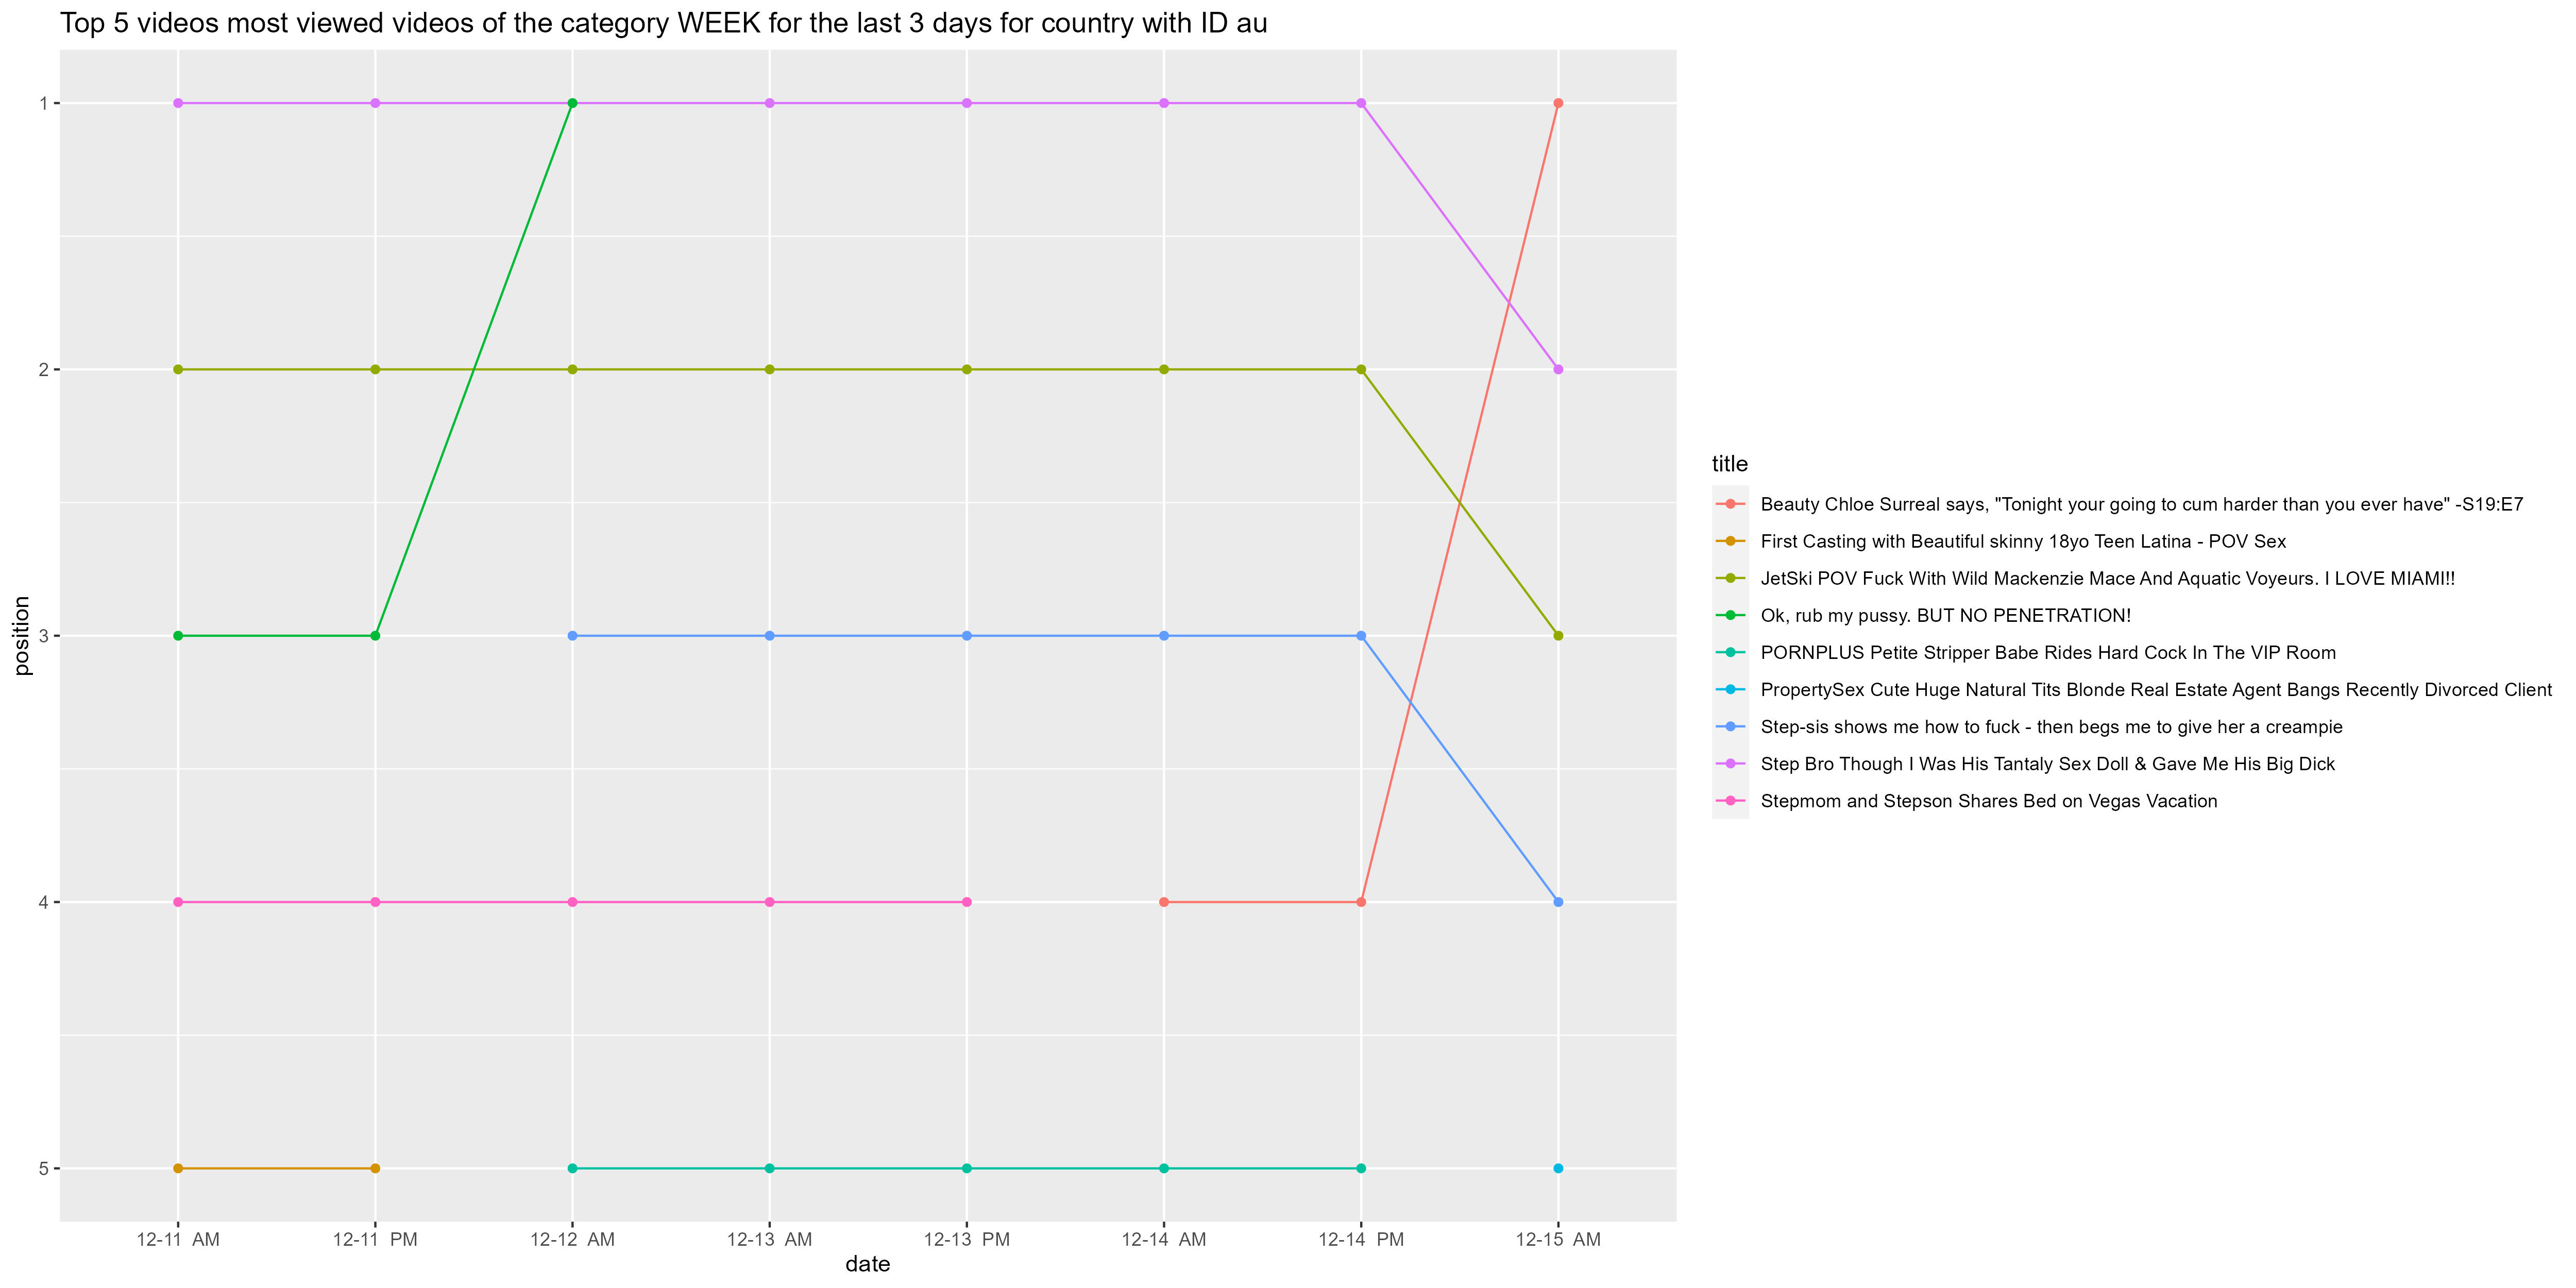 Top 5 videos most viewed videos of the category WEEK for the last 3 days for country with ID au
position
1
2
3
4
5
12-11  AM
12-11  PM
12-12  AM
12-13  AM
12-13  PM
12-14  AM
12-14  PM
12-15  AM
date
title
Beauty Chloe Surreal says, "Tonight your going to cum harder than you ever have" -S19:E7
First Casting with Beautiful skinny 18yo Teen Latina - POV Sex
JetSki POV Fuck With Wild Mackenzie Mace And Aquatic Voyeurs. I LOVE MIAMI!!
Ok, rub my pussy. BUT NO PENETRATION!
PORNPLUS Petite Stripper Babe Rides Hard Cock In The VIP Room
PropertySex Cute Huge Natural Tits Blonde Real Estate Agent Bangs Recently Divorced Client
Step-sis shows me how to fuck - then begs me to give her a creampie
Step Bro Though I Was His Tantaly Sex Doll & Gave Me His Big Dick
Stepmom and Stepson Shares Bed on Vegas Vacation